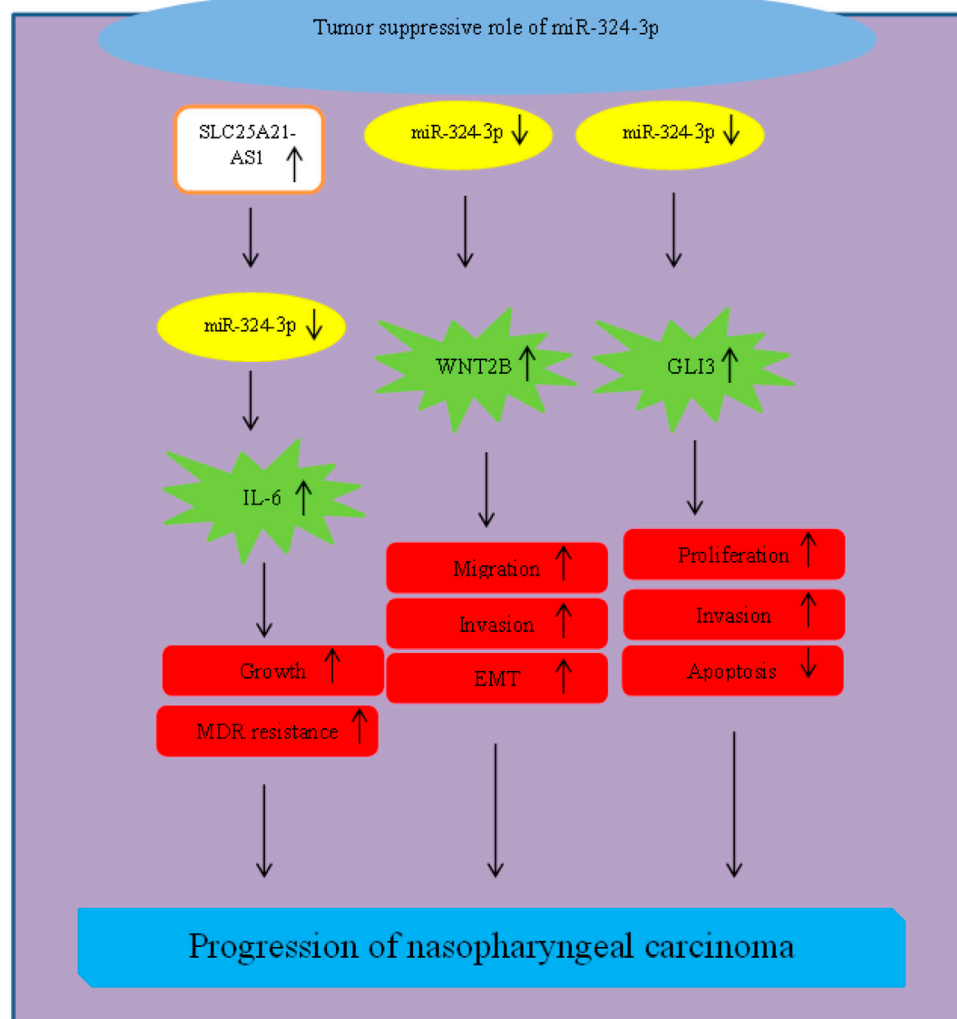 Tumor suppressive role of miR-324-3p
SLC25A21-
AS1
miR-324-3p
IL-6
Growth
MDR resistance
miR-324-3p
WNT2B
Migration
Invasion
EMT
miR-324-3p
GLI3
Proliferation
Invasion
Apoptosis
Progression of nasopharyngeal carcinoma